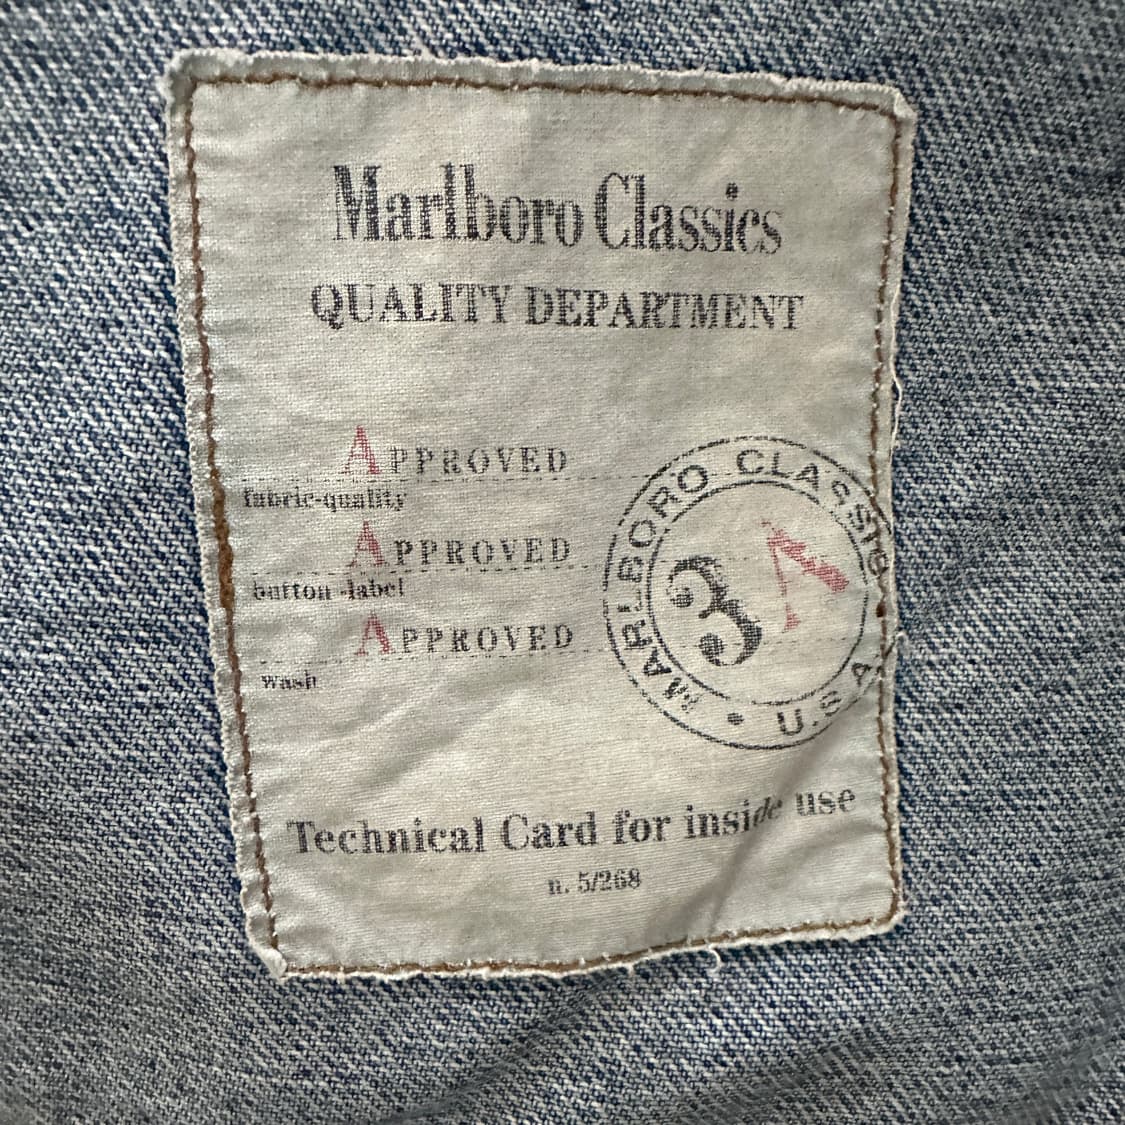 Marlboro Classics
QUALITY DEPARTMENT
APPROVED
fabric-quality
APPROVED
button-label
APPROVED
wash
MARLBORO CLASSICS
3 A
• U.S.A.
Technical Card for inside use
n. 5/268